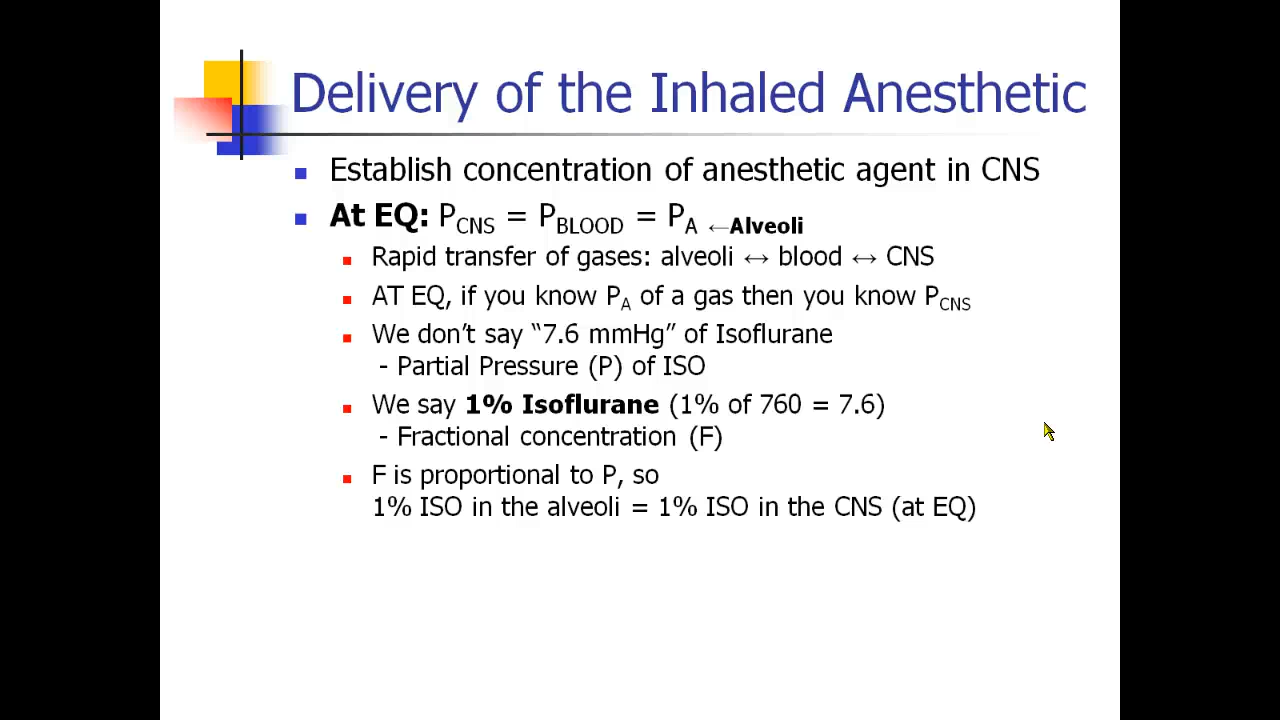 Delivery of the Inhaled Anesthetic
Establish concentration of anesthetic agent in CNS
At EQ: PCNS = PBLOOD = PA ←Alveoli
Rapid transfer of gases: alveoli ↔ blood ↔ CNS
AT EQ, if you know PA of a gas then you know PCNS
We don't say “7.6 mmHg” of Isoflurane
- Partial Pressure (P) of ISO
We say 1% Isoflurane (1% of 760 = 7.6)
- Fractional concentration (F)
F is proportional to P, so
1% ISO in the alveoli = 1% ISO in the CNS (at EQ)